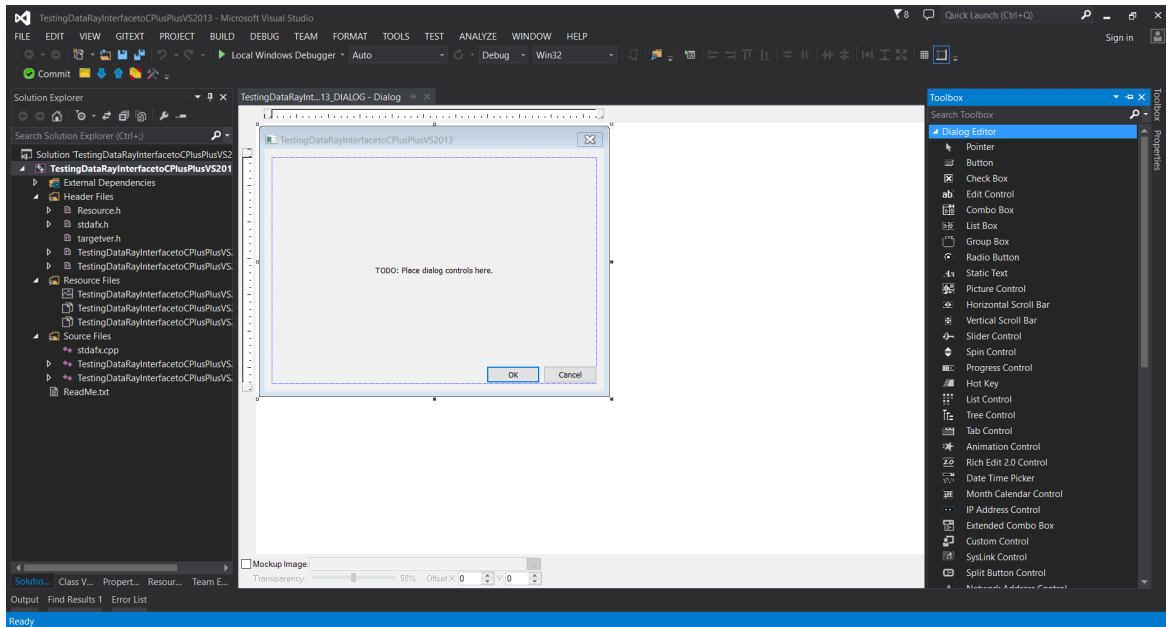 TestingDataRayInterfacetoCPlusPlusVS2013 - Microsoft Visual Studio
8
Quick Launch (Ctrl+Q)
FILE EDIT VIEW GITEXT PROJECT BUILD DEBUG TEAM FORMAT TOOLS TEST ANALYZE WINDOW HELP
Sign in
Local Windows Debugger Auto Debug Win32
Commit
Solution Explorer
Search Solution Explorer (Ctrl+;)
Solution 'TestingDataRayInterfacetoCPlusPlusVS2
TestingDataRayInterfacetoCPlusPlusVS201
External Dependencies
Header Files
Resource.h
stdafx.h
targetver.h
TestingDataRayInterfacetoCPlusPlusVS
TestingDataRayInterfacetoCPlusPlusVS
Resource Files
TestingDataRayInterfacetoCPlusPlusVS
TestingDataRayInterfacetoCPlusPlusVS
TestingDataRayInterfacetoCPlusPlusVS
Source Files
stdafx.cpp
TestingDataRayInterfacetoCPlusPlusVS
TestingDataRayInterfacetoCPlusPlusVS
ReadMe.txt
Solutio... Class V... Propert... Resour... Team E...
TestingDataRayInt...13_DIALOG - Dialog
TestingDataRayInterfacetoCPlusPlusVS2013
TODO: Place dialog controls here.
OK Cancel
Mockup Image:
...
Transparency: 50% Offset X: 0 Y: 0
Toolbox
Search Toolbox
Dialog Editor
Pointer
Button
Check Box
Edit Control
Combo Box
List Box
Group Box
Radio Button
Static Text
Picture Control
Horizontal Scroll Bar
Vertical Scroll Bar
Slider Control
Spin Control
Progress Control
Hot Key
List Control
Tree Control
Tab Control
Animation Control
Rich Edit 2.0 Control
Date Time Picker
Month Calendar Control
IP Address Control
Extended Combo Box
Custom Control
SysLink Control
Split Button Control
Network Address Control
Toolbox
Properties
Output Find Results 1 Error List
Ready